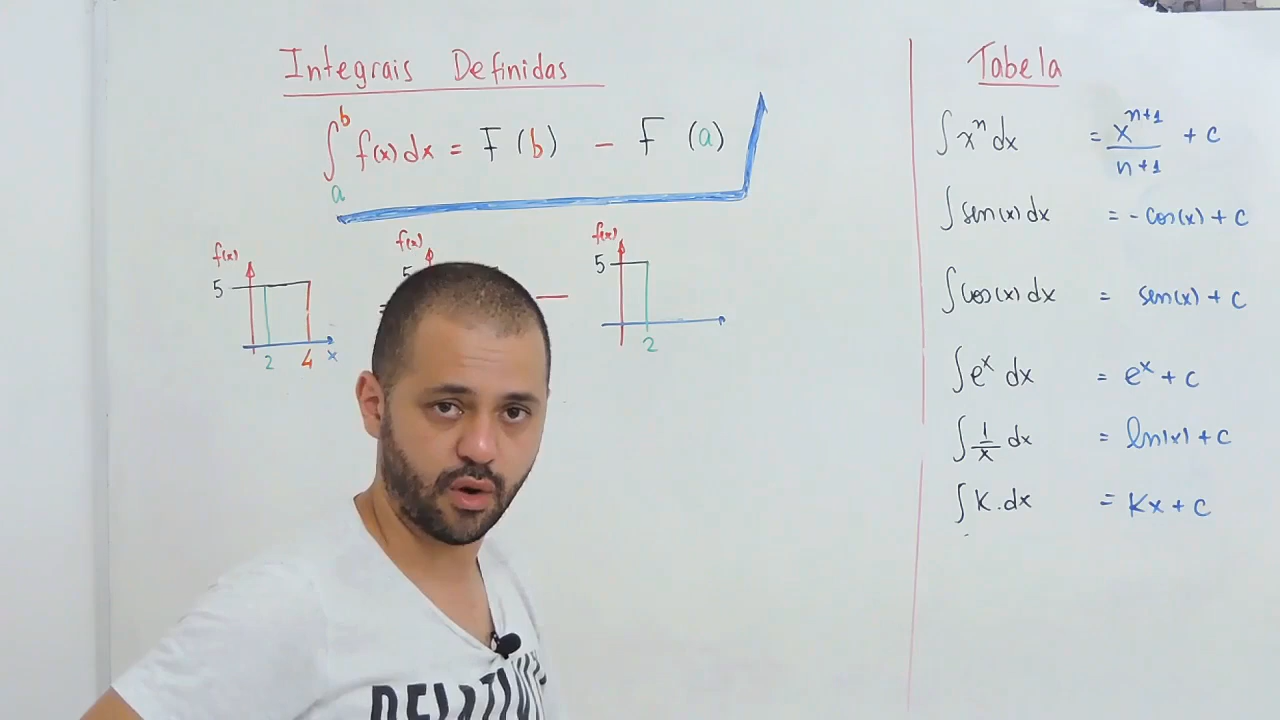 Integrais Definidas
∫ₐᵇ f(x) dx = F (b) - F (a)
f(x)
5
2 4 x
f(x)
5
=
-
f(x)
5
2
Tabela
∫ xⁿ dx = xⁿ⁺¹/n+1 + c
∫ sen(x) dx = -cos(x) + c
∫ cos(x) dx = sen(x) + c
∫ eˣ dx = eˣ + c
∫ 1/x dx = ln|x| + c
∫ K.dx = Kx + c